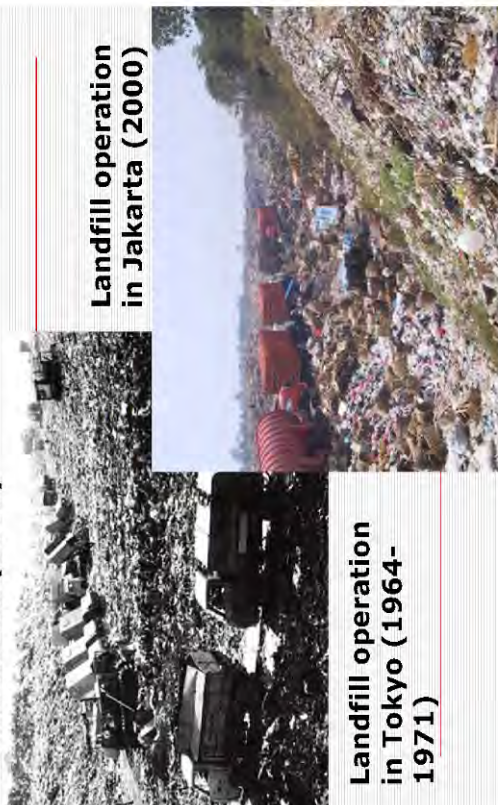 Landfill operation
in Jakarta (2000)
Landfill operation
in Tokyo (1964-
1971)